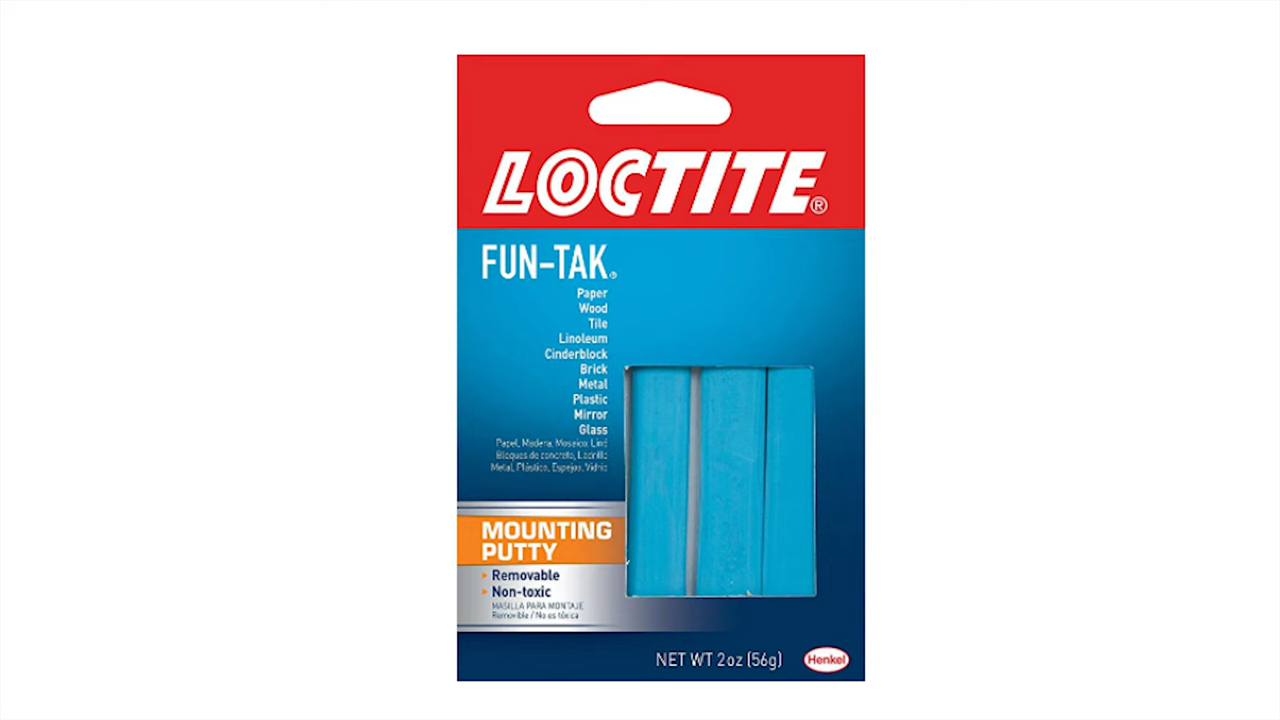 LOCTITE®
FUN-TAK®
Paper
Wood
Tile
Linoleum
Cinderblock
Brick
Metal
Plastic
Mirror
Glass
Papel, Madera, Mosaico, Linó
Bloques de concreto, Ladrillo
Metal, Plástico, Espejos, Vidrio
MOUNTING
PUTTY
Removable
Non-toxic
MASILLA PARA MONTAJE
Removible / No es tóxica
NET WT 2oz (56g)
Henkel